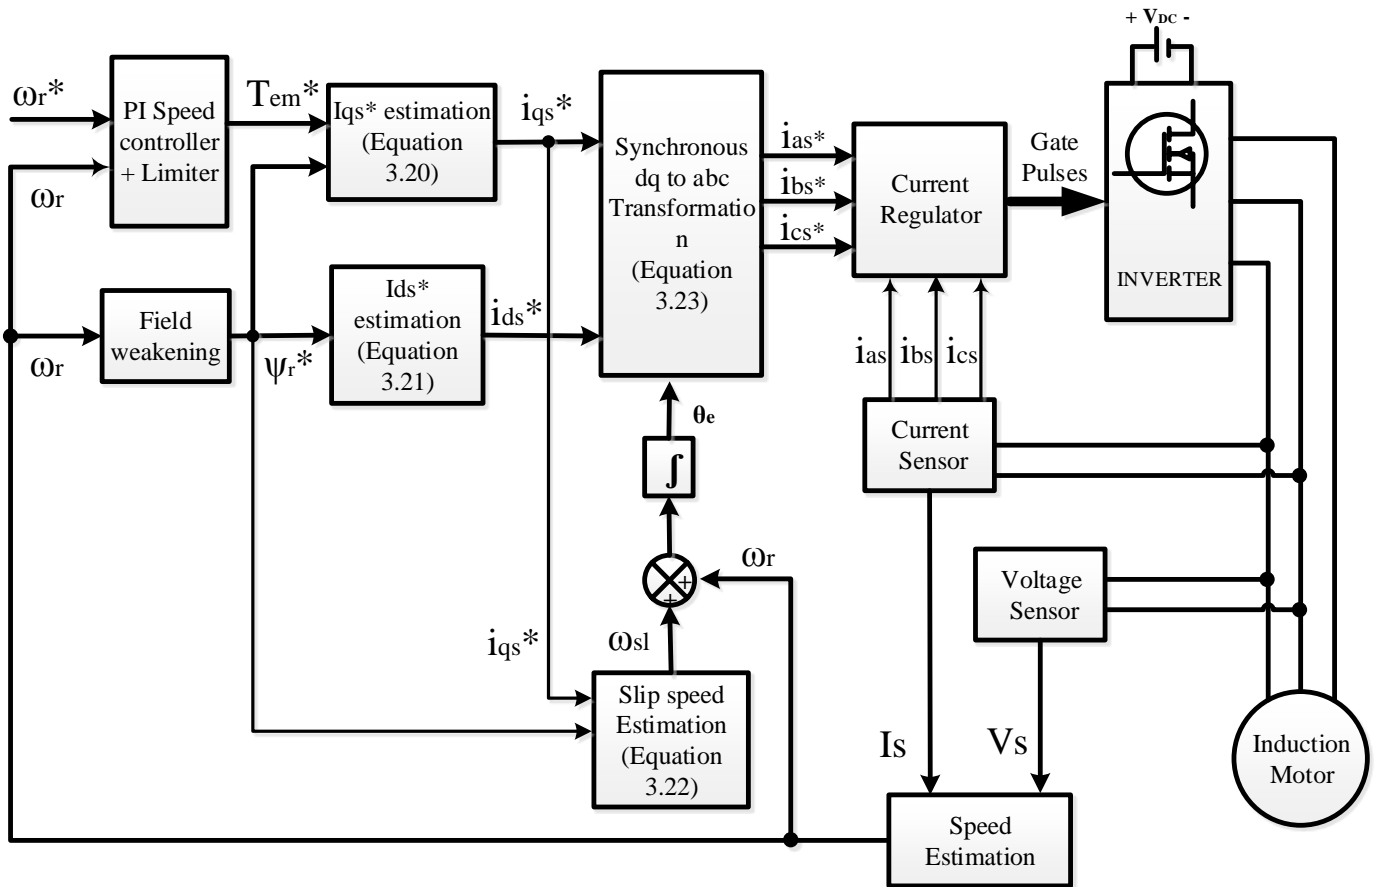 + VDC -
ωr*
PI Speed
controller
+ Limiter
ωr
Tem*
Iqs* estimation
(Equation
3.20)
iqs*
Synchronous
dq to abc
Transformatio
n
(Equation
3.23)
ias*
ibs*
ics*
Current
Regulator
Gate
Pulses
INVERTER
Field
weakening
ωr
ψr*
Ids*
estimation
(Equation
3.21)
ids*
ias
ibs
ics
θe
∫
Current
Sensor
+
+
ωr
Voltage
Sensor
iqs*
ωsl
Slip speed
Estimation
(Equation
3.22)
Is
Vs
Induction
Motor
Speed
Estimation